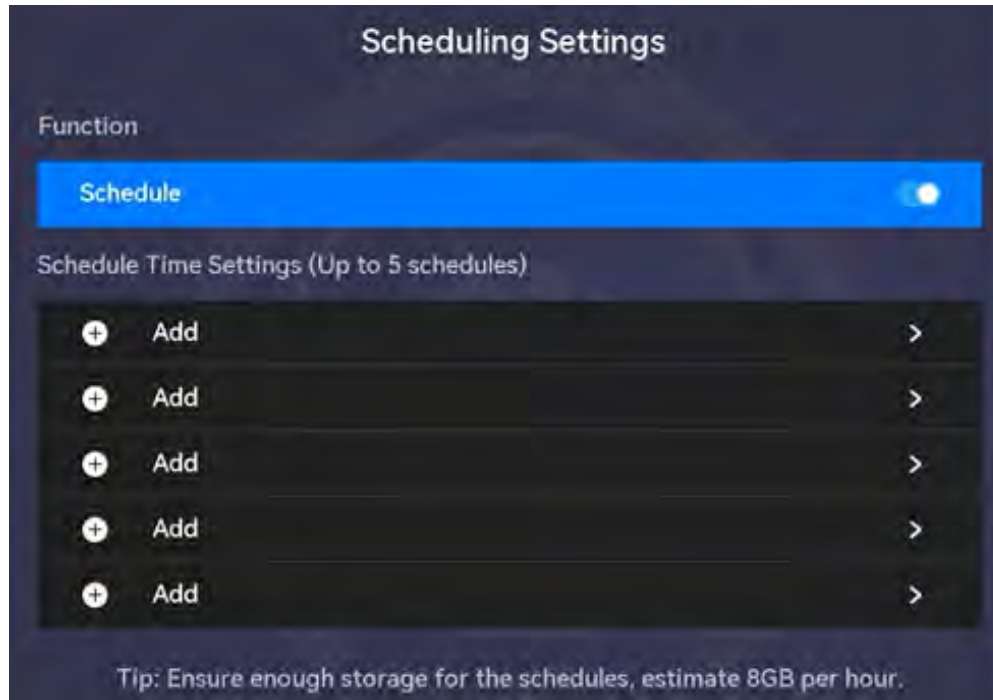 Scheduling Settings
Function
Schedule
Schedule Time Settings (Up to 5 schedules)
Add
Add
Add
Add
Add
Tip: Ensure enough storage for the schedules, estimate 8GB per hour.